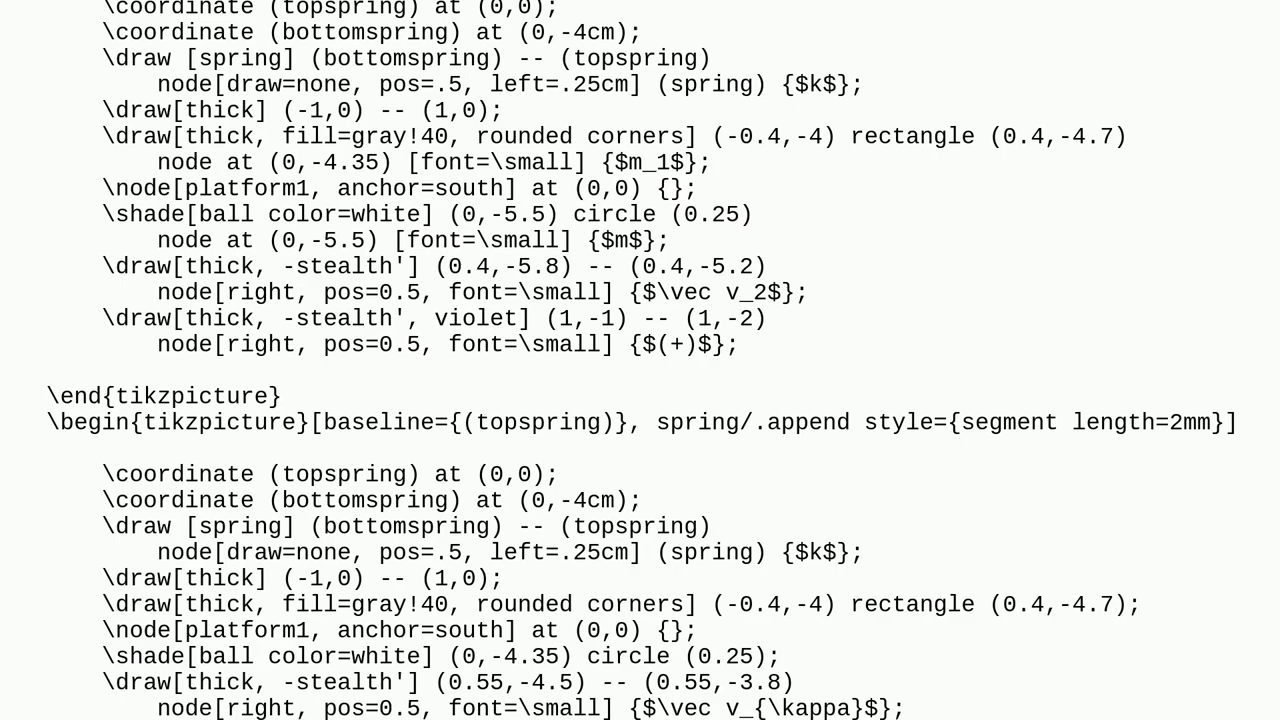 \coordinate (topspring) at (0,0);
\coordinate (bottomspring) at (0,-4cm);
\draw [spring] (bottomspring) -- (topspring)
node[draw=none, pos=.5, left=.25cm] (spring) {$k$};
\draw[thick] (-1,0) -- (1,0);
\draw[thick, fill=gray!40, rounded corners] (-0.4,-4) rectangle (0.4,-4.7)
node at (0,-4.35) [font=\small] {$m_1$};
\node[platform1, anchor=south] at (0,0) {};
\shade[ball color=white] (0,-5.5) circle (0.25)
node at (0,-5.5) [font=\small] {$m$};
\draw[thick, -stealth'] (0.4,-5.8) -- (0.4,-5.2)
node[right, pos=0.5, font=\small] {$\vec v_2$};
\draw[thick, -stealth', violet] (1,-1) -- (1,-2)
node[right, pos=0.5, font=\small] {$(+)$};
\end{tikzpicture}
\begin{tikzpicture}[baseline={(topspring)}, spring/.append style={segment length=2mm}]
\coordinate (topspring) at (0,0);
\coordinate (bottomspring) at (0,-4cm);
\draw [spring] (bottomspring) -- (topspring)
node[draw=none, pos=.5, left=.25cm] (spring) {$k$};
\draw[thick] (-1,0) -- (1,0);
\draw[thick, fill=gray!40, rounded corners] (-0.4,-4) rectangle (0.4,-4.7);
\node[platform1, anchor=south] at (0,0) {};
\shade[ball color=white] (0,-4.35) circle (0.25);
\draw[thick, -stealth'] (0.55,-4.5) -- (0.55,-3.8)
node[right, pos=0.5, font=\small] {$\vec v_{\kappa}$};